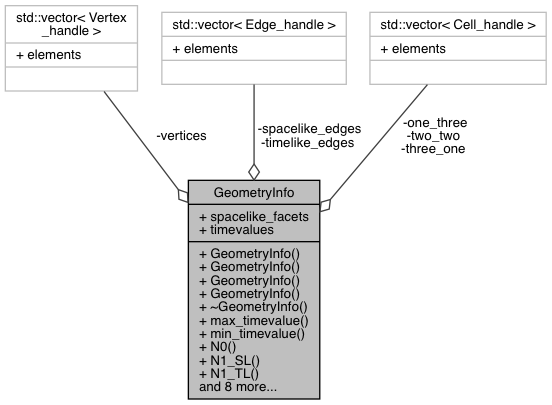 std::vector< Vertex
_handle >
+ elements
std::vector< Edge_handle >
+ elements
std::vector< Cell_handle >
+ elements
-vertices
-spacelike_edges
-timelike_edges
-one_three
-two_two
-three_one
GeometryInfo
+ spacelike_facets
+ timevalues
+ GeometryInfo()
+ GeometryInfo()
+ GeometryInfo()
+ GeometryInfo()
+ ~GeometryInfo()
+ max_timevalue()
+ min_timevalue()
+ N0()
+ N1_SL()
+ N1_TL()
and 8 more...